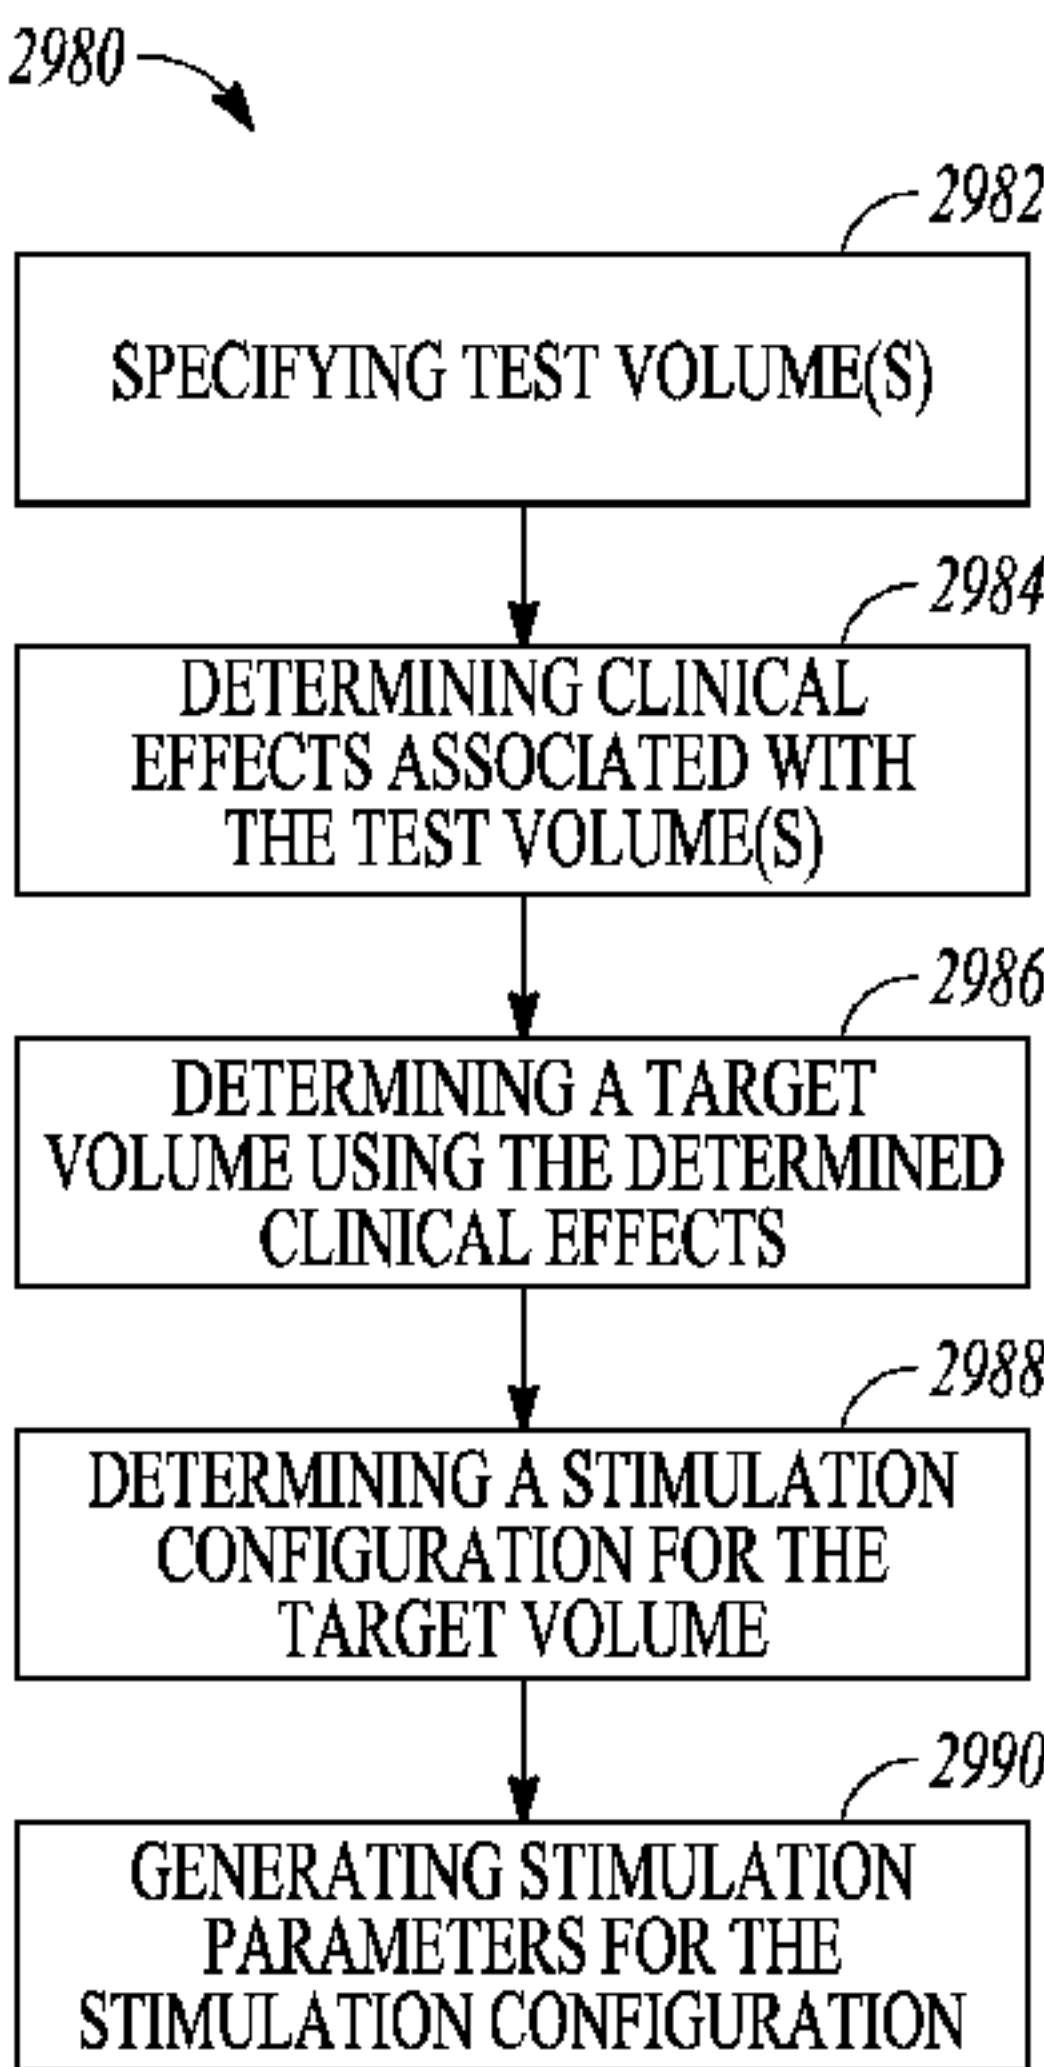 2980
2982
SPECIFYING TEST VOLUME(S)
2984
DETERMINING CLINICAL
EFFECTS ASSOCIATED WITH
THE TEST VOLUME(S)
2986
DETERMINING A TARGET
VOLUME USING THE DETERMINED
CLINICAL EFFECTS
2988
DETERMINING A STIMULATION
CONFIGURATION FOR THE
TARGET VOLUME
2990
GENERATING STIMULATION
PARAMETERS FOR THE
STIMULATION CONFIGURATION